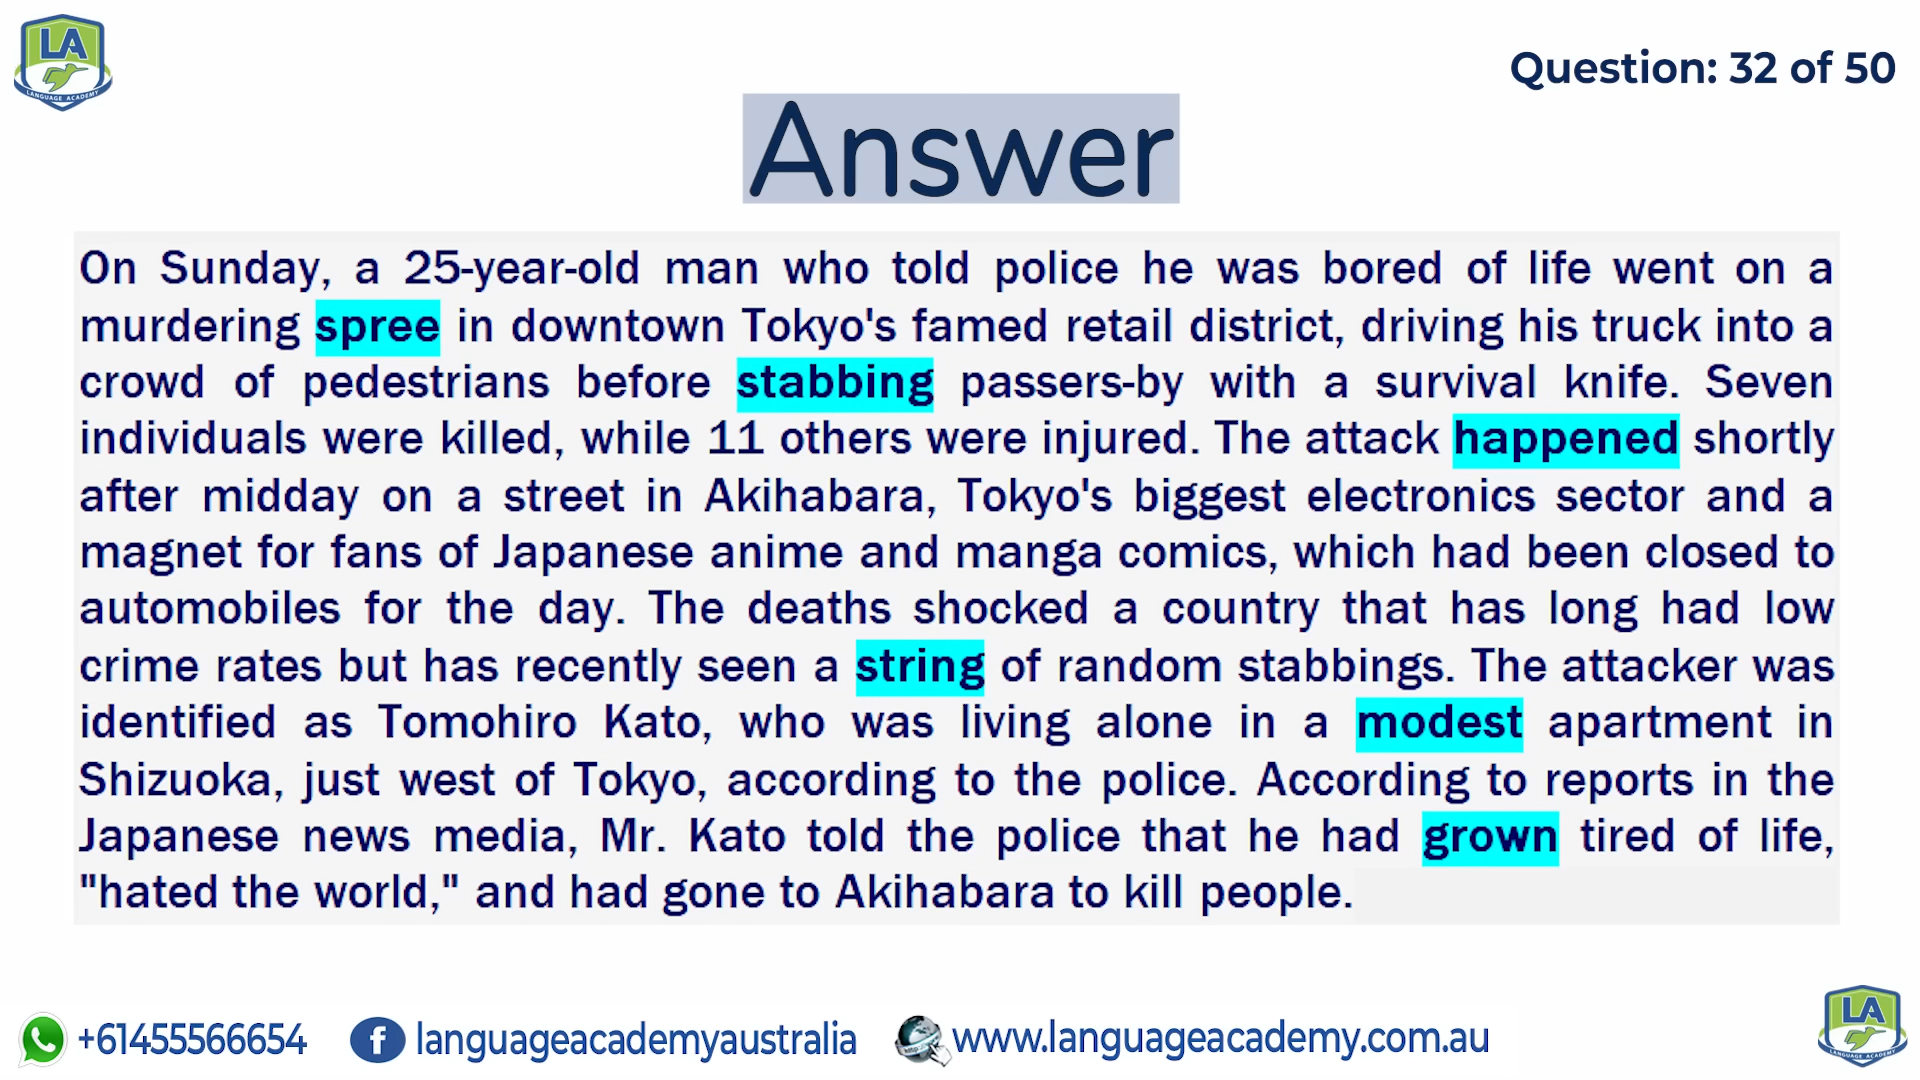 LA
LANGUAGE ACADEMY
Question: 32 of 50
Answer
On Sunday, a 25-year-old man who told police he was bored of life went on a
murdering spree in downtown Tokyo's famed retail district, driving his truck into a
crowd of pedestrians before stabbing passers-by with a survival knife. Seven
individuals were killed, while 11 others were injured. The attack happened shortly
after midday on a street in Akihabara, Tokyo's biggest electronics sector and a
magnet for fans of Japanese anime and manga comics, which had been closed to
automobiles for the day. The deaths shocked a country that has long had low
crime rates but has recently seen a string of random stabbings. The attacker was
identified as Tomohiro Kato, who was living alone in a modest apartment in
Shizuoka, just west of Tokyo, according to the police. According to reports in the
Japanese news media, Mr. Kato told the police that he had grown tired of life,
"hated the world," and had gone to Akihabara to kill people.
+61455566654
languageacademyaustralia
www.languageacademy.com.au
LA
LANGUAGE ACADEMY